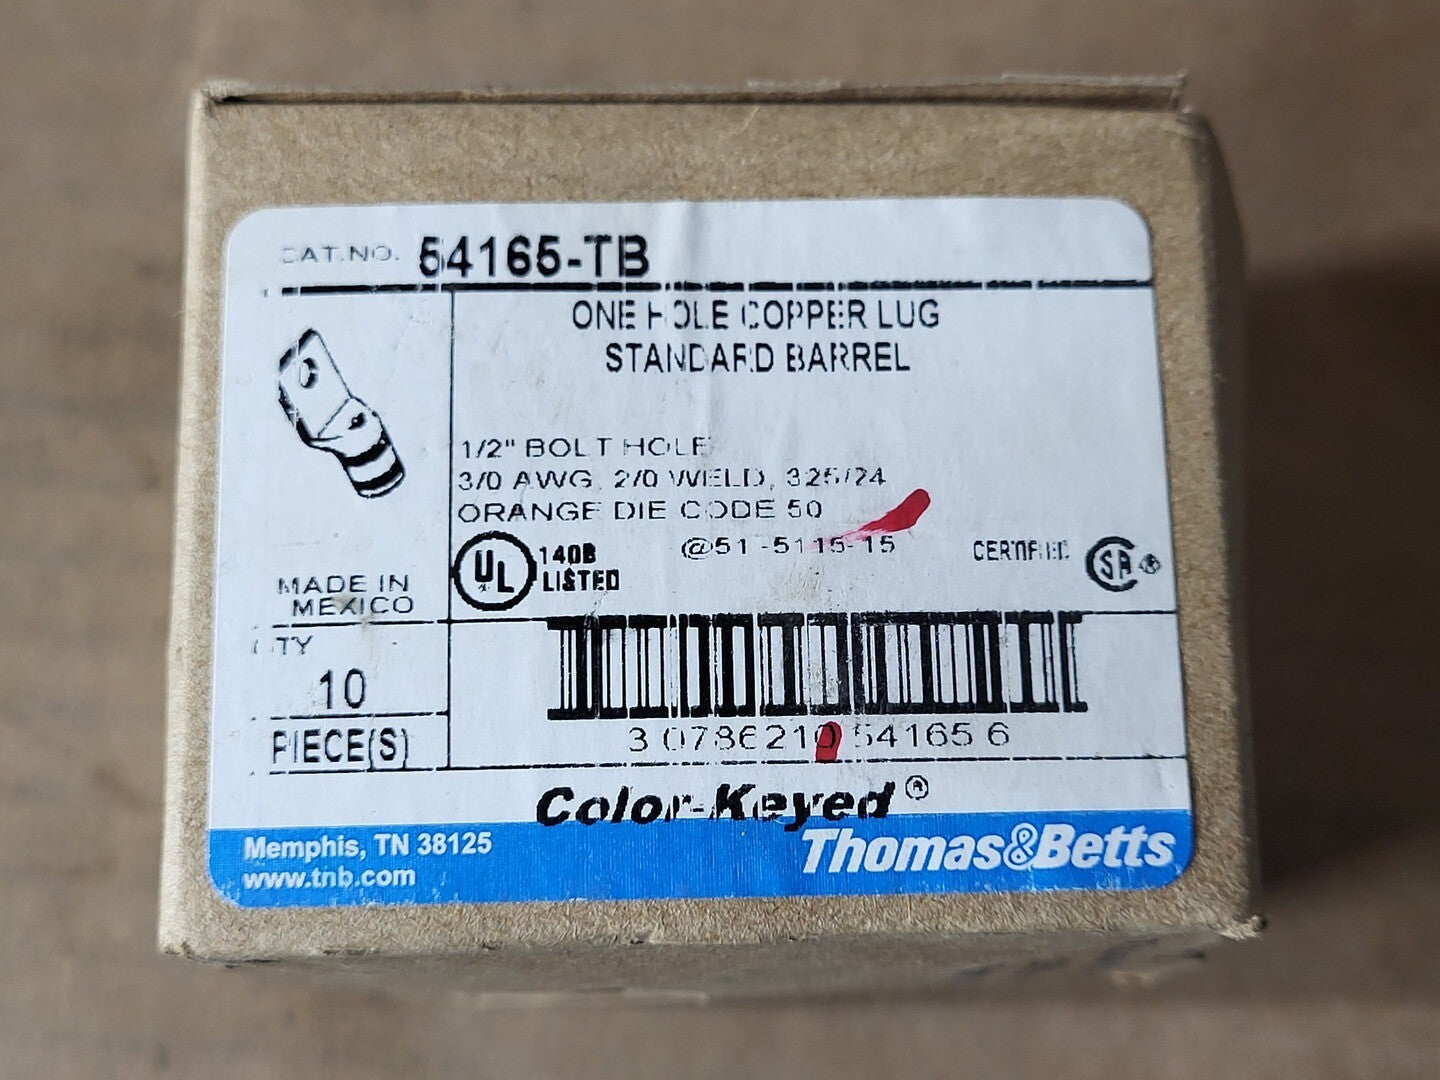 CAT.NO. 54165-TB
ONE HOLE COPPER LUG
STANDARD BARREL
1/2" BOLT HOLE
3/0 AWG, 2/0 WELD, 325/24
ORANGE DIE CODE 50
UL 140B LISTED
@51-5115-15
CERTIFIED SA ®
MADE IN
MEXICO
QTY
10
PIECE(S)
3 0786210 54165 6
Color-Keyed®
Memphis, TN 38125
www.tnb.com
Thomas&Betts